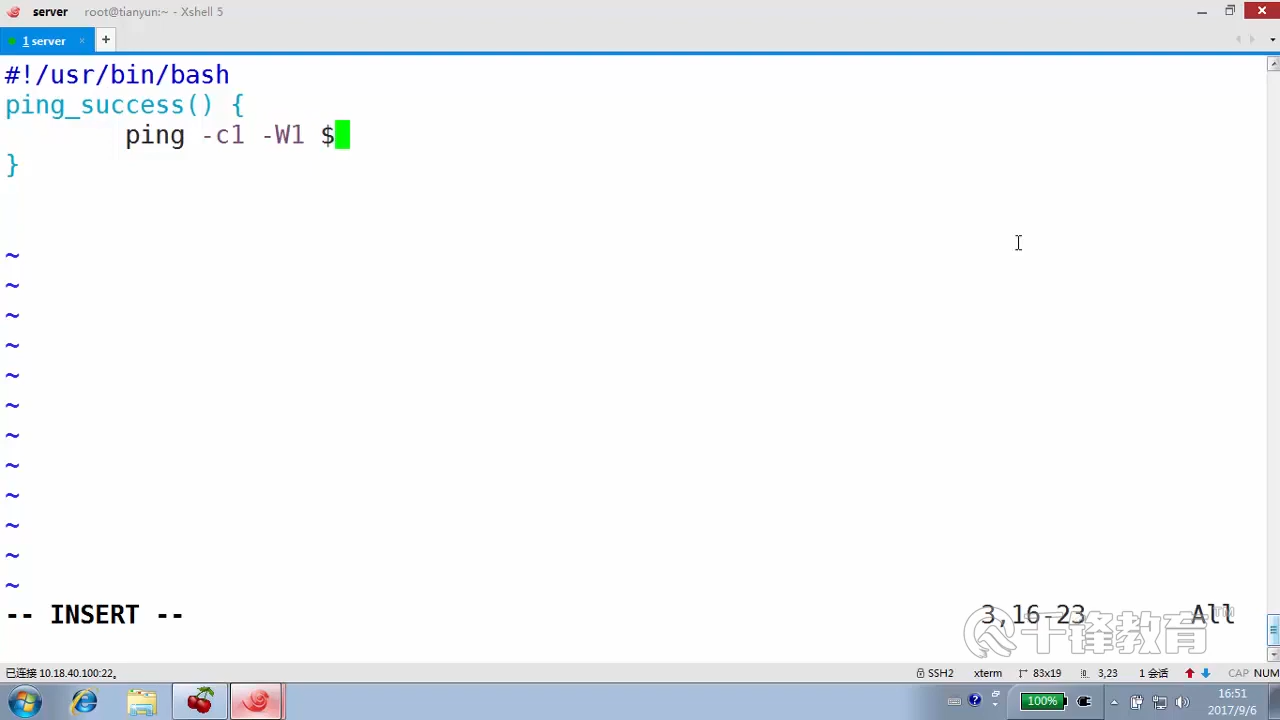 server root@tianyun:~ - Xshell 5
1 server × +
#!/usr/bin/bash
ping_success() {
ping -c1 -W1 $
}
~
~
~
~
~
~
~
~
~
~
~
~
-- INSERT -- 3,16-23 All
千锋教育 TM
已连接 10.18.40.100:22。 SSH2 xterm 83x19 3,23 1 会话 CAP NUM
100% 16:51
2017/9/6